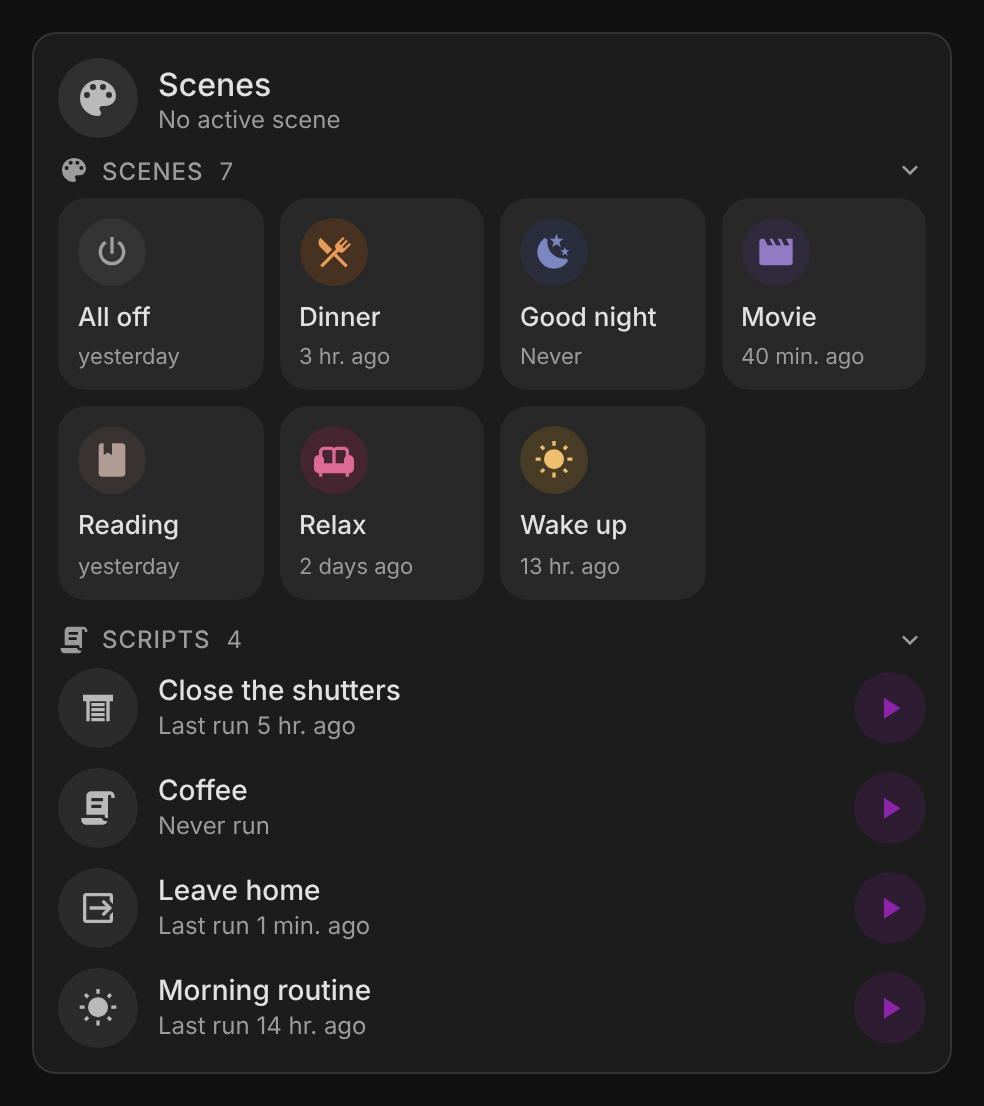 Scenes
No active scene
SCENES 7
All off
yesterday
Dinner
3 hr. ago
Good night
Never
Movie
40 min. ago
Reading
yesterday
Relax
2 days ago
Wake up
13 hr. ago
SCRIPTS 4
Close the shutters
Last run 5 hr. ago
Coffee
Never run
Leave home
Last run 1 min. ago
Morning routine
Last run 14 hr. ago